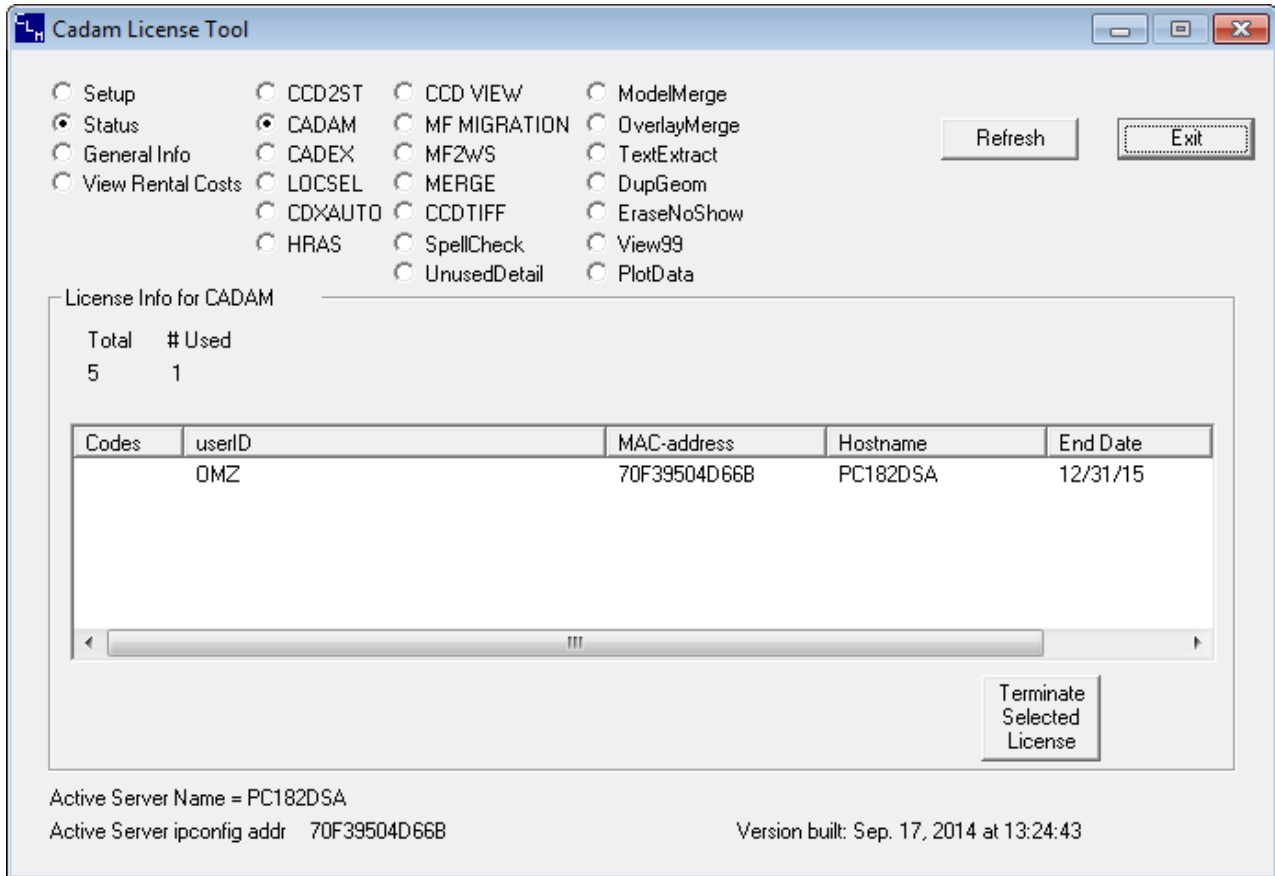 CLM Cadam License Tool
Setup CCD2ST CCD VIEW ModelMerge
Status CADAM MF MIGRATION OverlayMerge Refresh Exit
General Info CADEX MF2WS TextExtract
View Rental Costs LOCSEL MERGE DupGeom
CDXAUTO CCDTIFF EraseNoShow
HRAS SpellCheck View99
UnusedDetail PlotData
License Info for CADAM
Total # Used
5 1
Codes userID MAC-address Hostname End Date
OMZ 70F39504D66B PC182DSA 12/31/15
Terminate
Selected
License
Active Server Name = PC182DSA
Active Server ipconfig addr 70F39504D66B Version built: Sep. 17, 2014 at 13:24:43